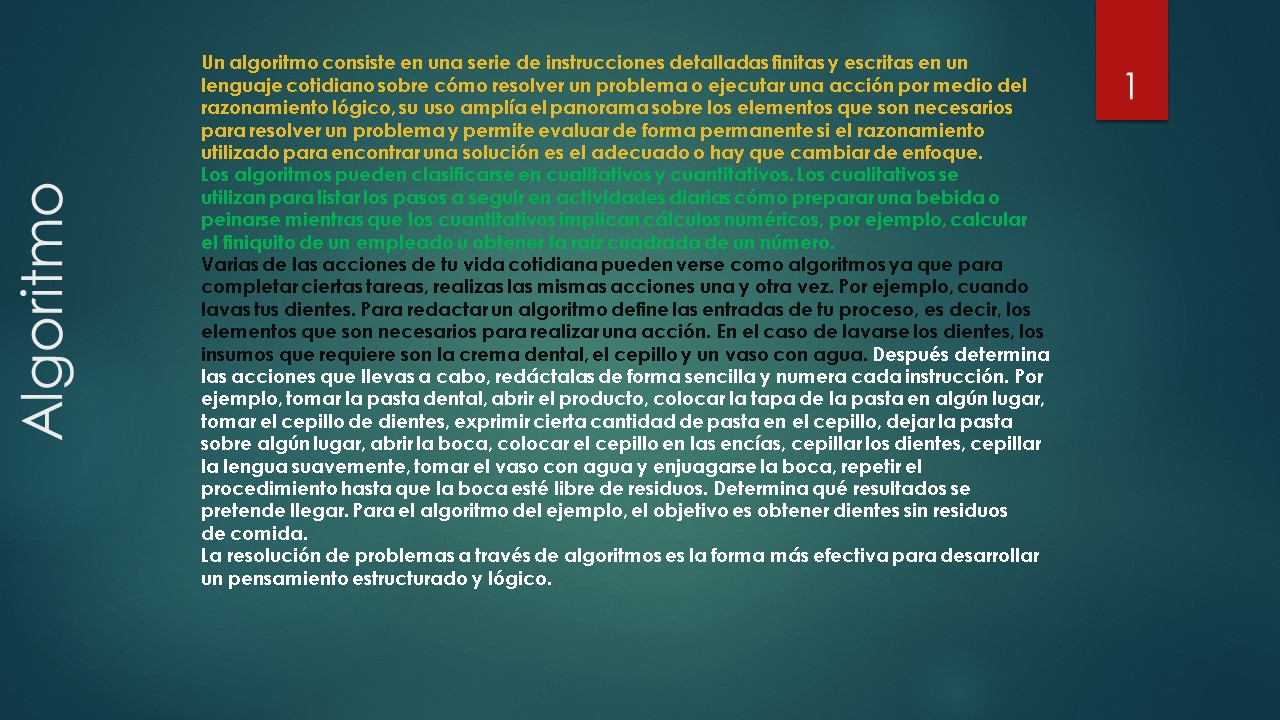 Algoritmo
1
Un algoritmo consiste en una serie de instrucciones detalladas finitas y escritas en un
lenguaje cotidiano sobre cómo resolver un problema o ejecutar una acción por medio del
razonamiento lógico, su uso amplía el panorama sobre los elementos que son necesarios
para resolver un problema y permite evaluar de forma permanente si el razonamiento
utilizado para encontrar una solución es el adecuado o hay que cambiar de enfoque.
Los algoritmos pueden clasificarse en cualitativos y cuantitativos. Los cualitativos se
utilizan para listar los pasos a seguir en actividades diarias cómo preparar una bebida o
peinarse mientras que los cuantitativos implican cálculos numéricos, por ejemplo, calcular
el finiquito de un empleado u obtener la raíz cuadrada de un número.
Varias de las acciones de tu vida cotidiana pueden verse como algoritmos ya que para
completar ciertas tareas, realizas las mismas acciones una y otra vez. Por ejemplo, cuando
lavas tus dientes. Para redactar un algoritmo define las entradas de tu proceso, es decir, los
elementos que son necesarios para realizar una acción. En el caso de lavarse los dientes, los
insumos que requiere son la crema dental, el cepillo y un vaso con agua. Después determina
las acciones que llevas a cabo, redáctalas de forma sencilla y numera cada instrucción. Por
ejemplo, tomar la pasta dental, abrir el producto, colocar la tapa de la pasta en algún lugar,
tomar el cepillo de dientes, exprimir cierta cantidad de pasta en el cepillo, dejar la pasta
sobre algún lugar, abrir la boca, colocar el cepillo en las encías, cepillar los dientes, cepillar
la lengua suavemente, tomar el vaso con agua y enjuagarse la boca, repetir el
procedimiento hasta que la boca esté libre de residuos. Determina qué resultados se
pretende llegar. Para el algoritmo del ejemplo, el objetivo es obtener dientes sin residuos
de comida.
La resolución de problemas a través de algoritmos es la forma más efectiva para desarrollar
un pensamiento estructurado y lógico.